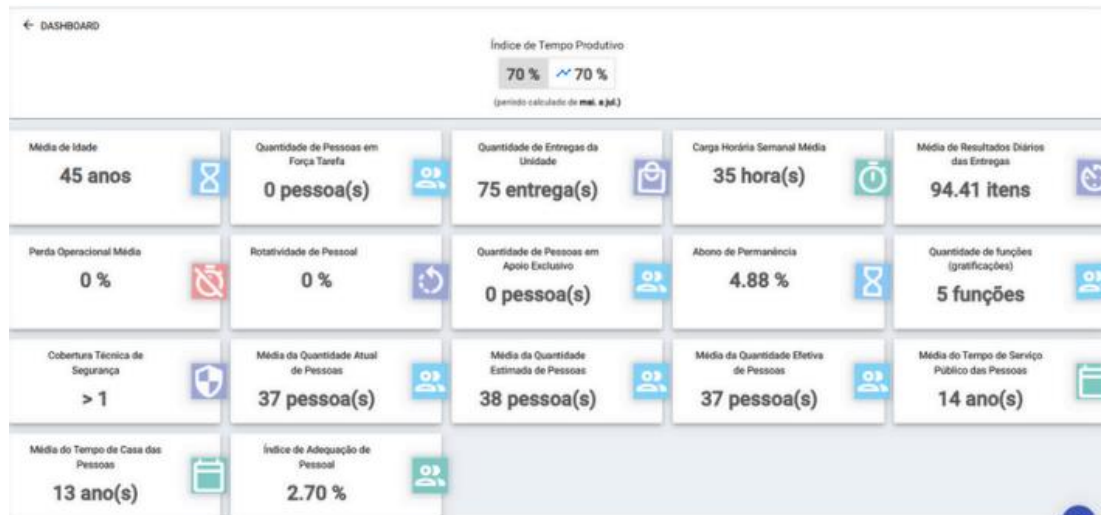 ← DASHBOARD
Índice de Tempo Produtivo
70 % 70 %
(período calculado de mai. a jul.)
Média de Idade
45 anos
Quantidade de Pessoas em
Força Tarefa
0 pessoa(s)
Quantidade de Entregas da
Unidade
75 entrega(s)
Carga Horária Semanal Média
35 hora(s)
Média de Resultados Diários
das Entregas
94.41 itens
Perda Operacional Média
0 %
Rotatividade de Pessoal
0 %
Quantidade de Pessoas em
Apoio Exclusivo
0 pessoa(s)
Abono de Permanência
4.88 %
Quantidade de funções
(gratificações)
5 funções
Cobertura Técnica de
Segurança
> 1
Média da Quantidade Atual
de Pessoas
37 pessoa(s)
Média da Quantidade
Estimada de Pessoas
38 pessoa(s)
Média da Quantidade Efetiva
de Pessoas
37 pessoa(s)
Média do Tempo de Serviço
Público das Pessoas
14 ano(s)
Média do Tempo de Casa das
Pessoas
13 ano(s)
Índice de Adequação de
Pessoal
2.70 %